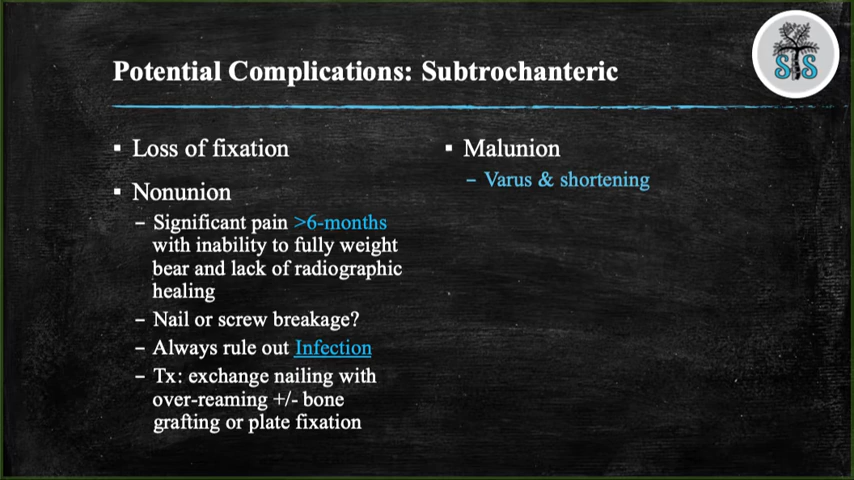 Potential Complications: Subtrochanteric
STS
▪ Loss of fixation
▪ Nonunion
– Significant pain >6-months
with inability to fully weight
bear and lack of radiographic
healing
– Nail or screw breakage?
– Always rule out Infection
– Tx: exchange nailing with
over-reaming +/- bone
grafting or plate fixation
▪ Malunion
– Varus & shortening